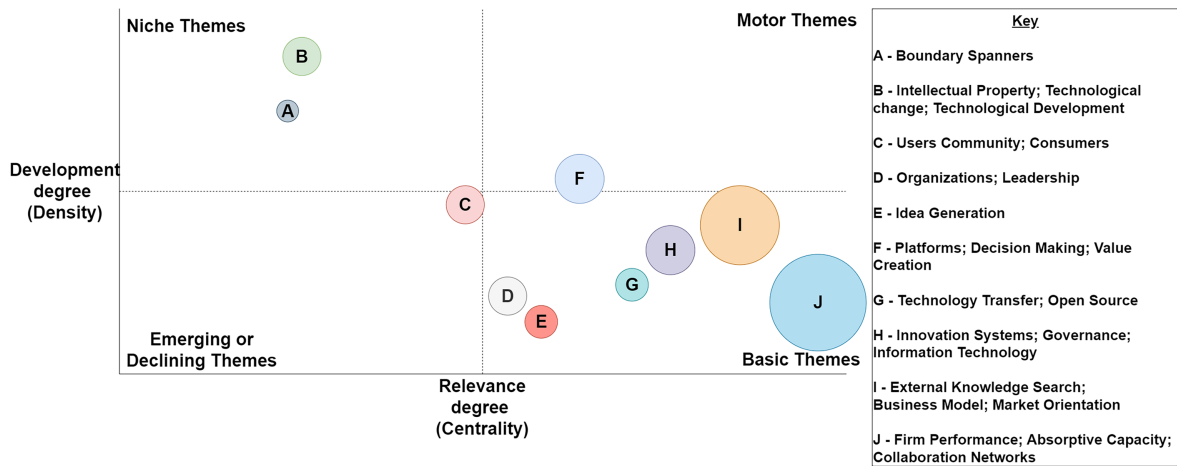 Niche Themes
Motor Themes
Development
degree
(Density)
Emerging or
Declining Themes
Basic Themes
Relevance
degree
(Centrality)
A
B
C
D
E
F
G
H
I
J
Key
A - Boundary Spanners
B - Intellectual Property; Technological
change; Technological Development
C - Users Community; Consumers
D - Organizations; Leadership
E - Idea Generation
F - Platforms; Decision Making; Value
Creation
G - Technology Transfer; Open Source
H - Innovation Systems; Governance;
Information Technology
I - External Knowledge Search;
Business Model; Market Orientation
J - Firm Performance; Absorptive Capacity;
Collaboration Networks